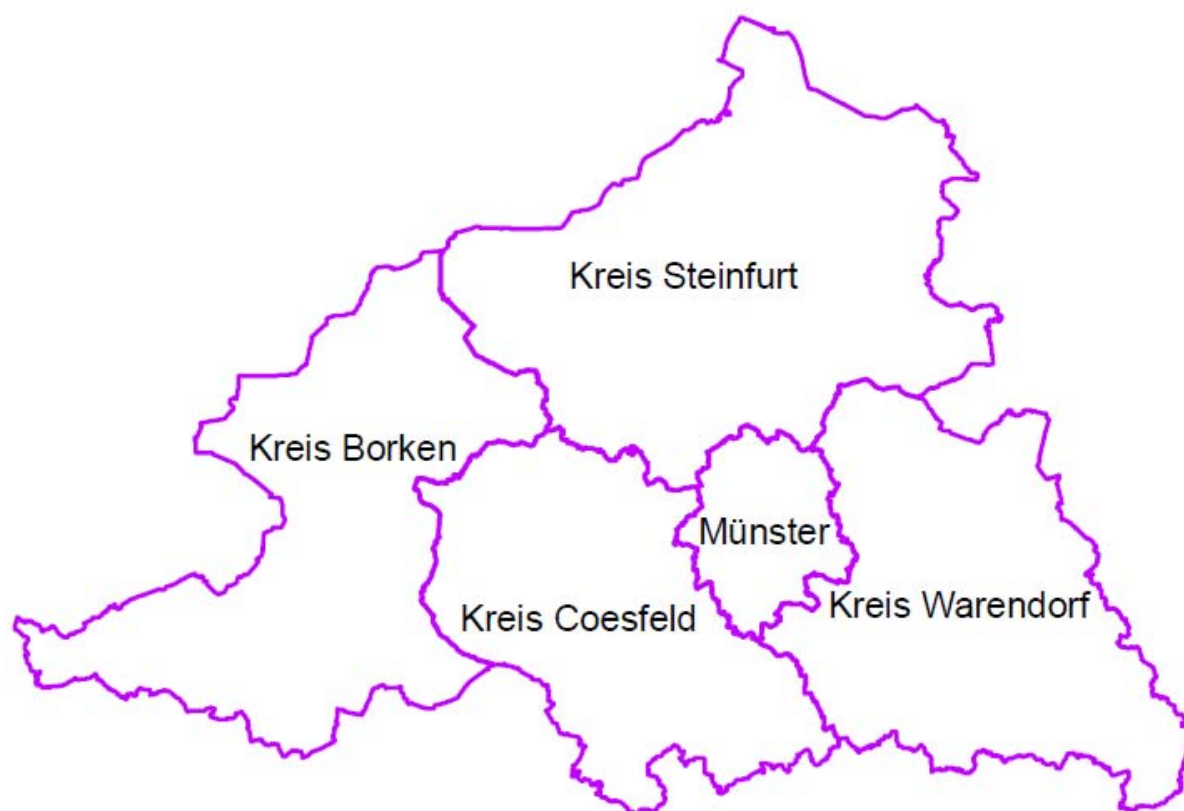 Kreis Steinfurt
Kreis Borken
Münster
Kreis Warendorf
Kreis Coesfeld